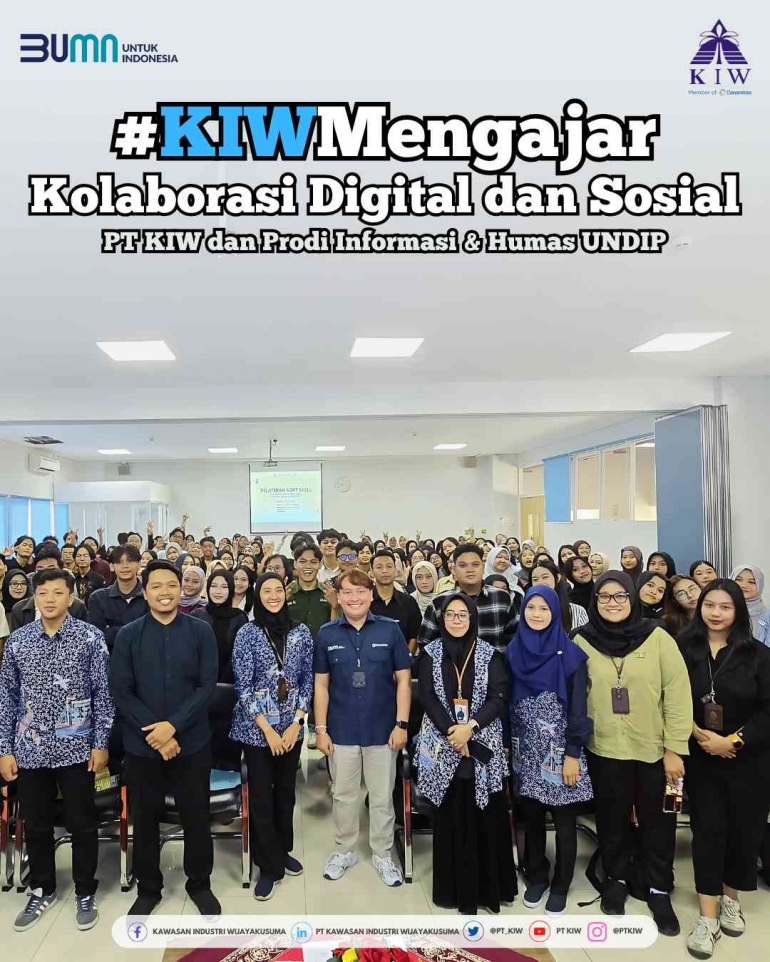 BUMN UNTUK
INDONESIA
KIW
Member of Danareksa
#KIWMengajar
Kolaborasi Digital dan Sosial
PT KIW dan Prodi Informasi & Humas UNDIP
PELATIHAN SOFT SKILL
KAWASAN INDUSTRI WIJAYAKUSUMA
PT KAWASAN INDUSTRI WIJAYAKUSUMA
@PT_KIW
PT KIW
@PTKIW